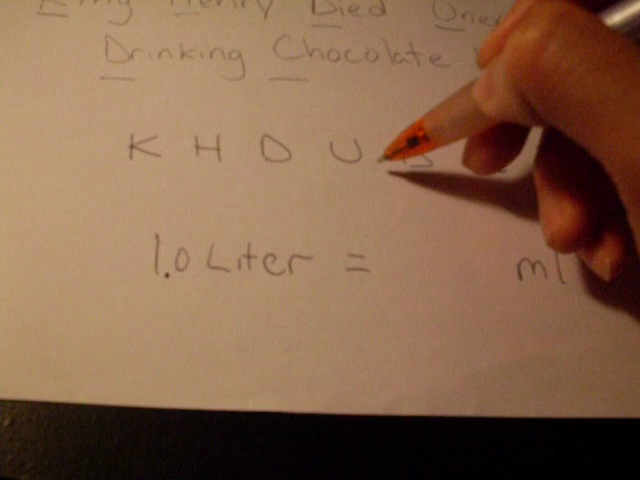 Henry Died
Drinking Chocolate
K H D U
1.0 Liter = ml